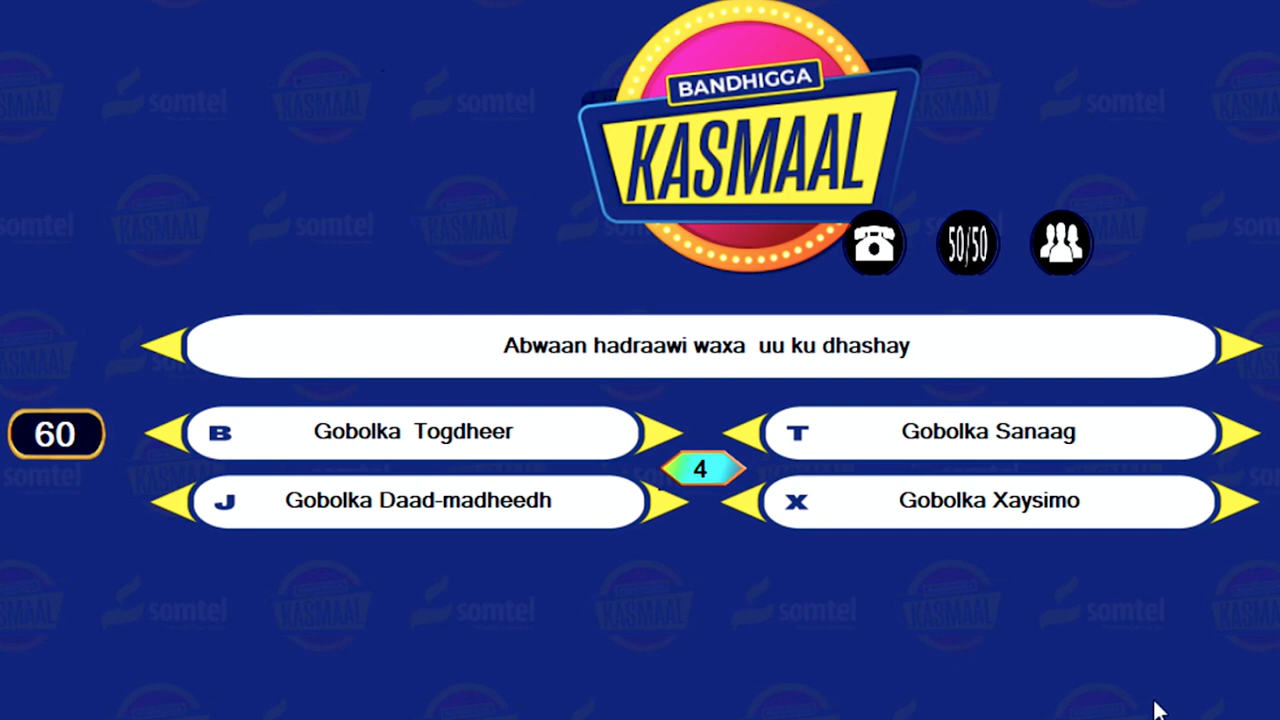 BANDHIGGA
KASMAAL
50/50
Abwaan hadraawi waxa uu ku dhashay
60
B Gobolka Togdheer
T Gobolka Sanaag
4
J Gobolka Daad-madheedh
X Gobolka Xaysimo
somtel